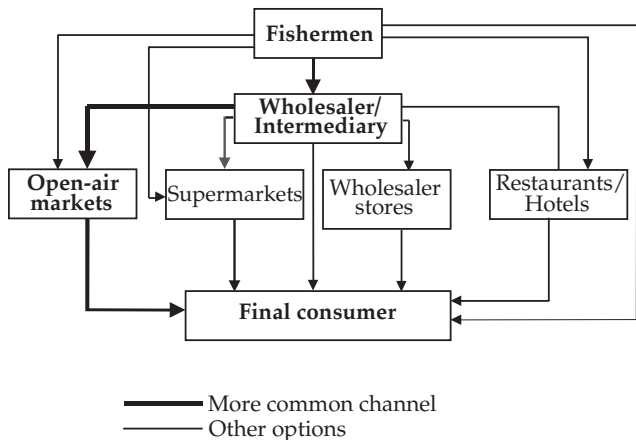 Fishermen
Wholesaler/
Intermediary
Open-air
markets
Supermarkets
Wholesaler
stores
Restaurants/
Hotels
Final consumer
More common channel
Other options